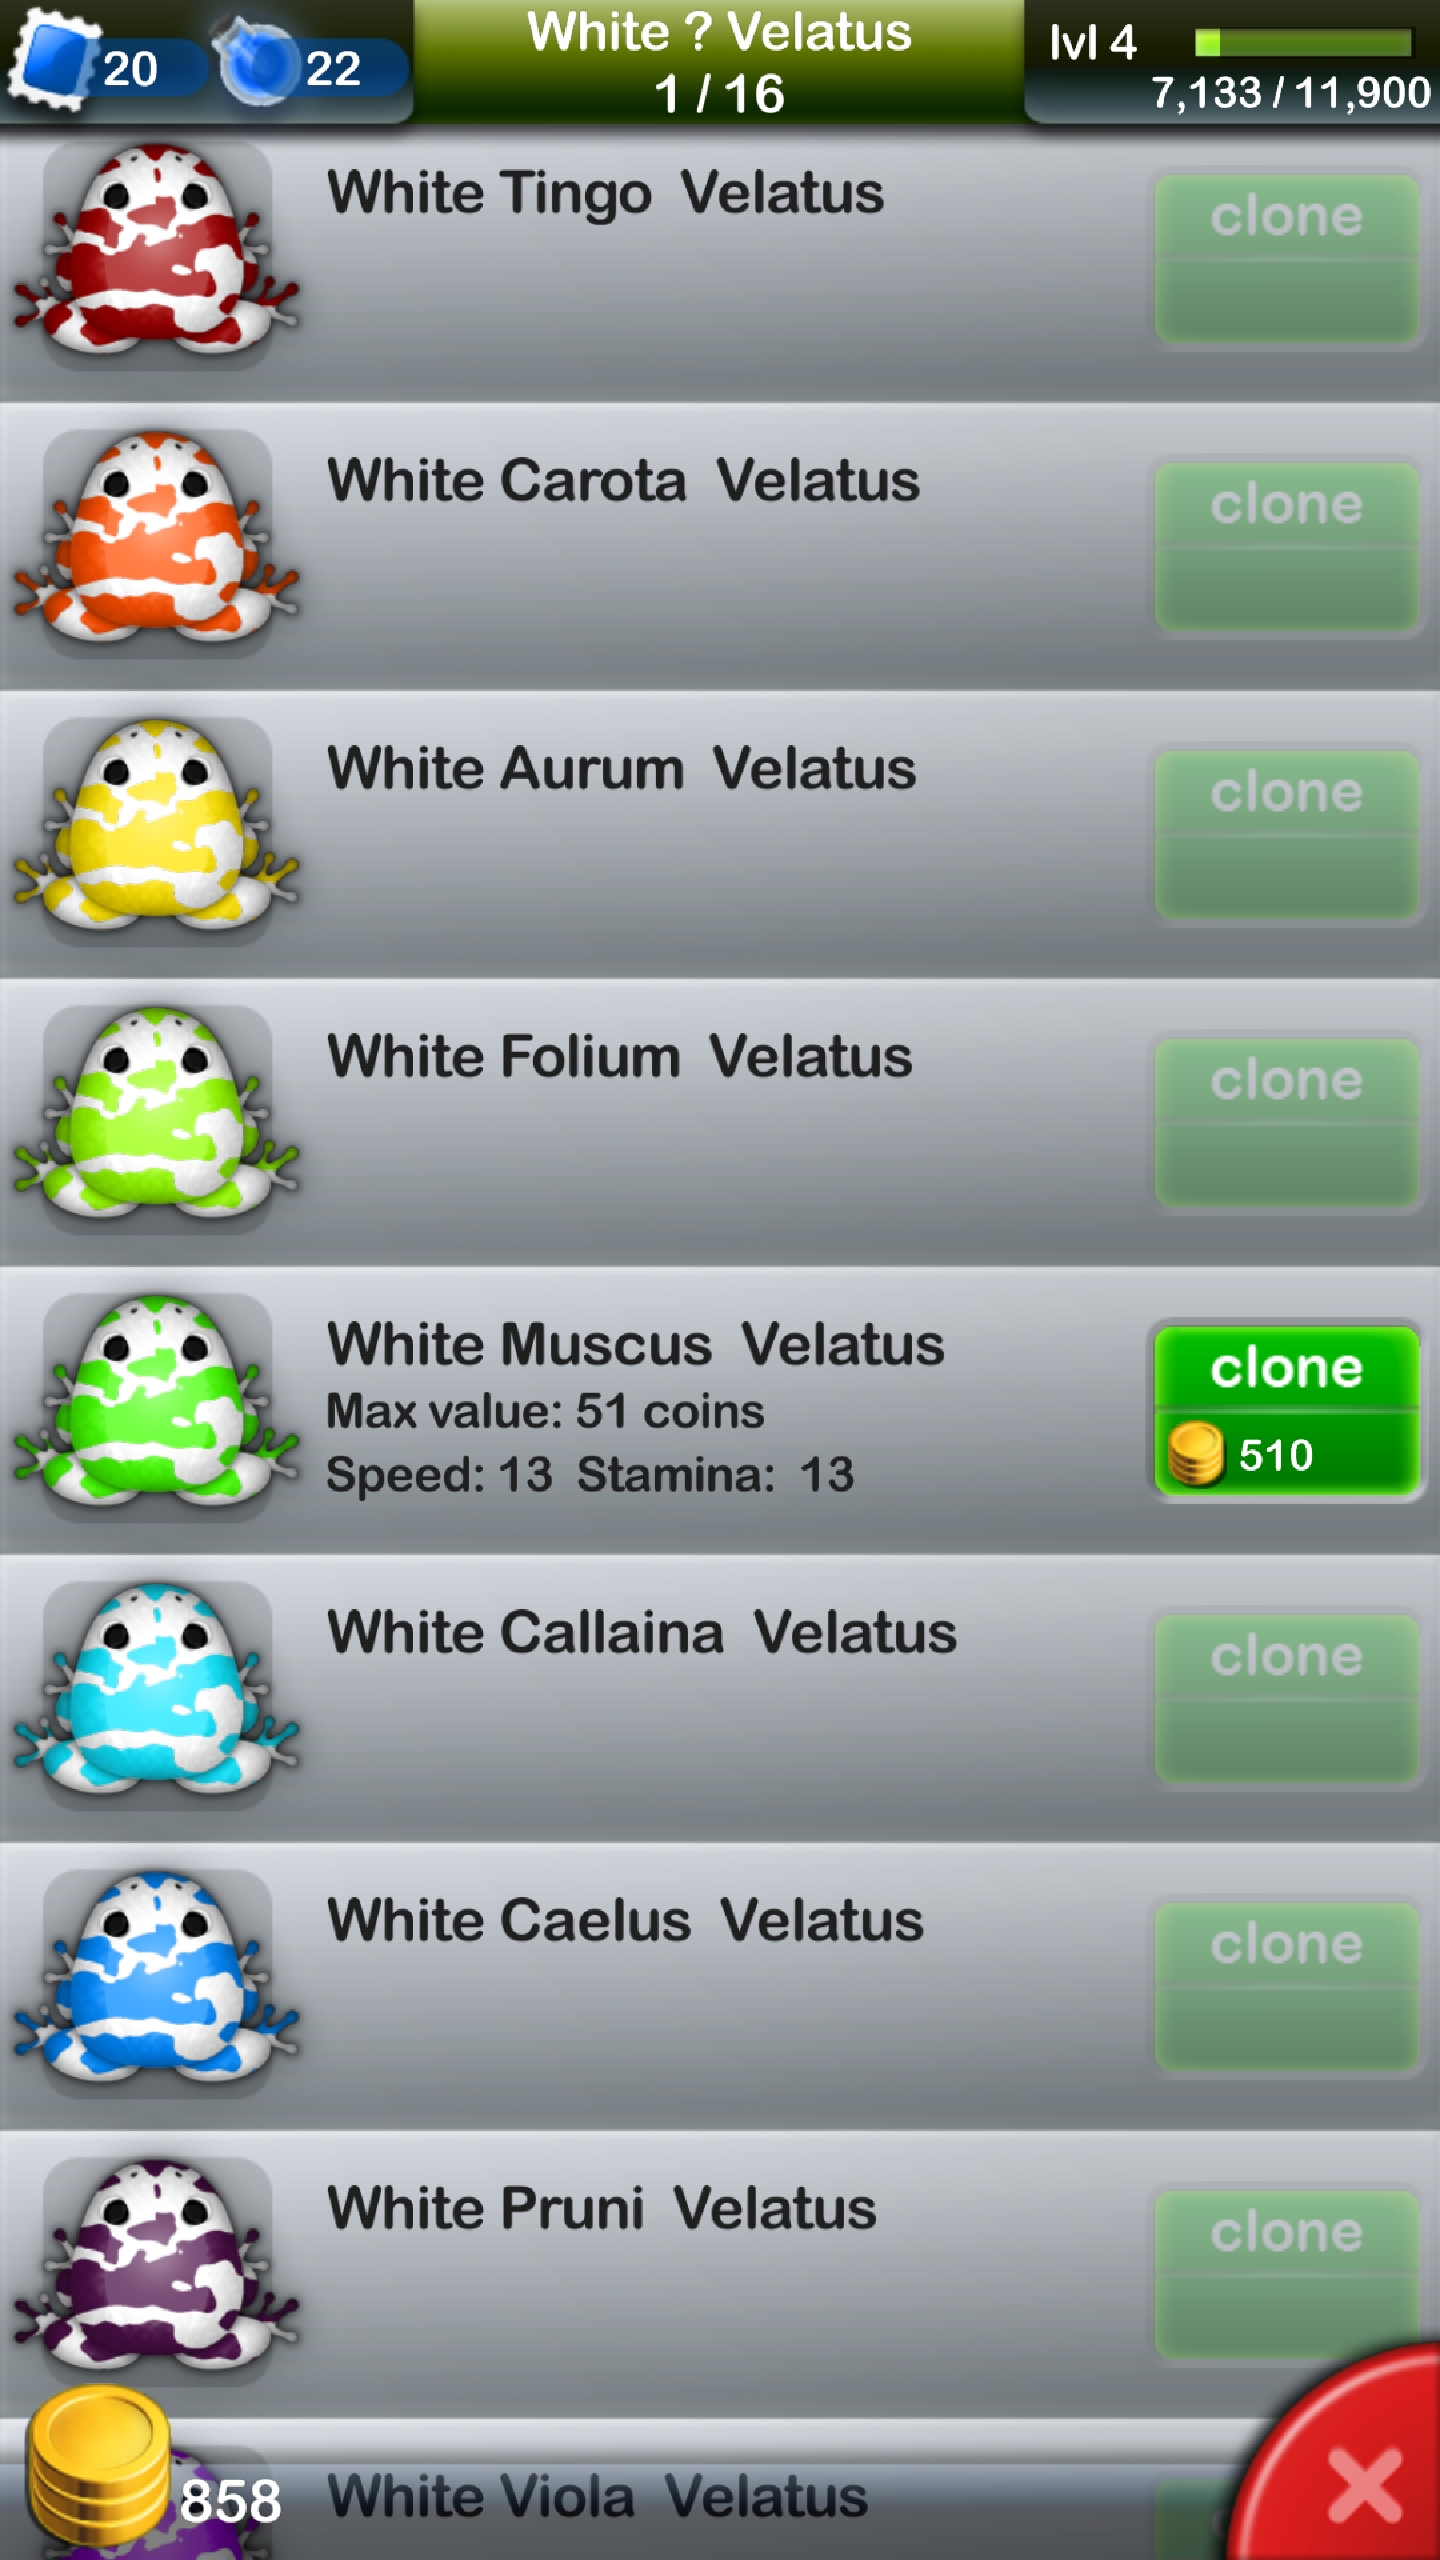 20
22
White ? Velatus
1 / 16
lvl 4
7,133 / 11,900
White Tingo Velatus
clone
White Carota Velatus
clone
White Aurum Velatus
clone
White Folium Velatus
clone
White Muscus Velatus
Max value: 51 coins
Speed: 13 Stamina: 13
clone
510
White Callaina Velatus
clone
White Caelus Velatus
clone
White Pruni Velatus
clone
858
White Viola Velatus